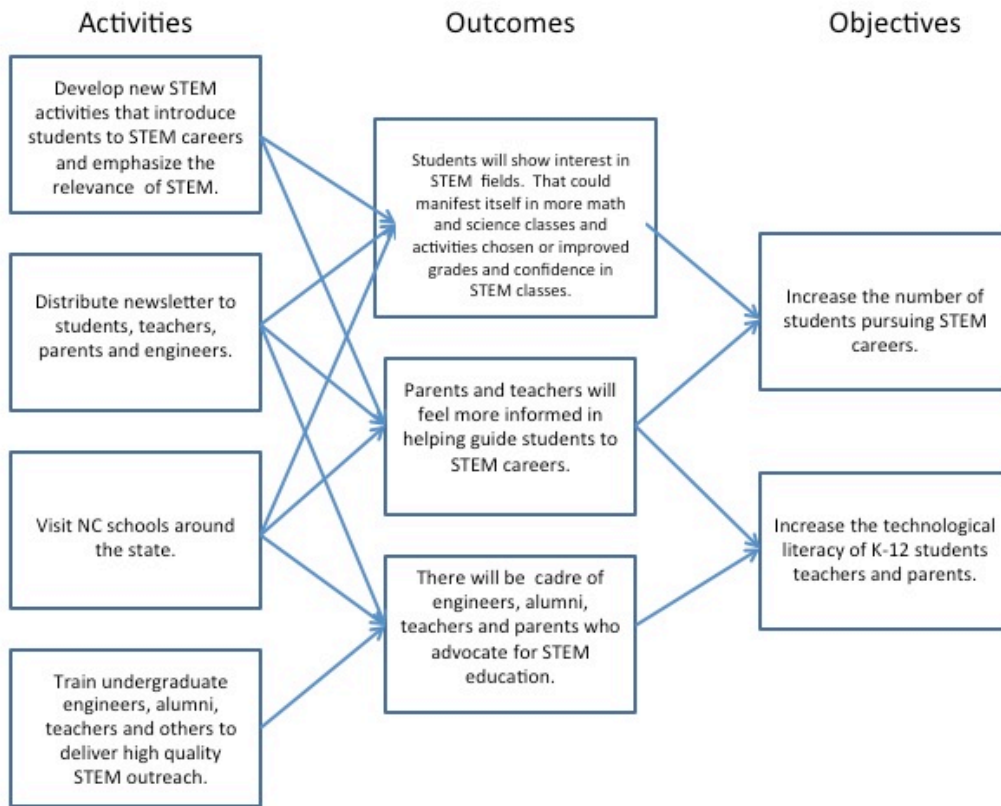 Activities
Outcomes
Objectives
Develop new STEM
activities that introduce
students to STEM careers
and emphasize the
relevance of STEM.
Distribute newsletter to
students, teachers,
parents and engineers.
Visit NC schools around
the state.
Train undergraduate
engineers, alumni,
teachers and others to
deliver high quality
STEM outreach.
Students will show interest in
STEM fields. That could
manifest itself in more math
and science classes and
activities chosen or improved
grades and confidence in
STEM classes.
Parents and teachers will
feel more informed in
helping guide students to
STEM careers.
There will be cadre of
engineers, alumni,
teachers and parents who
advocate for STEM
education.
Increase the number of
students pursuing STEM
careers.
Increase the technological
literacy of K-12 students
teachers and parents.